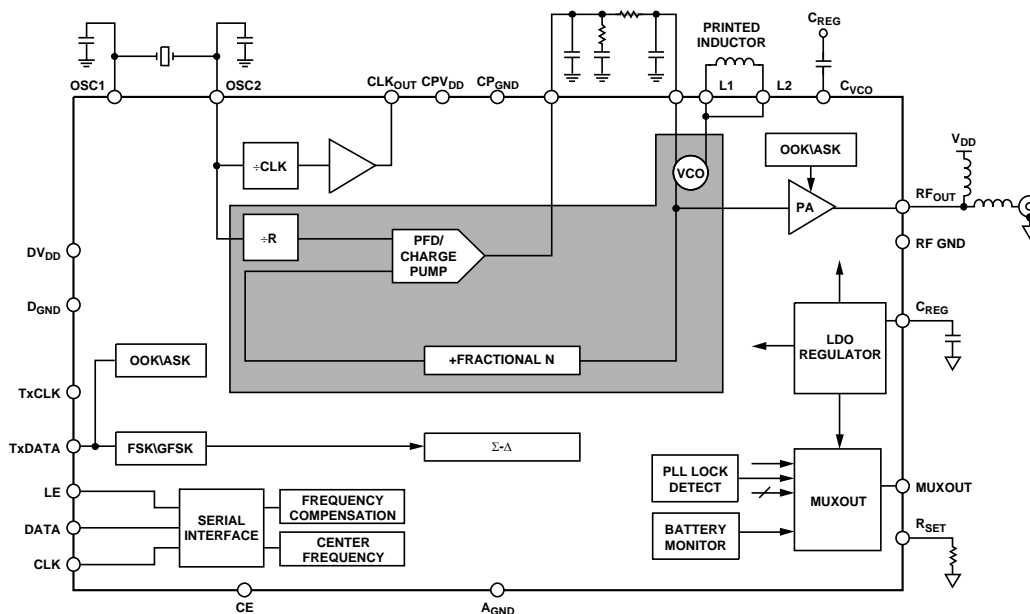 PRINTED
INDUCTOR
CREG
OSC1
OSC2
CLKOUT
CPVDD
CPGND
L1
L2
CVCO
÷CLK
VCO
OOK\ASK
VDD
PA
RFOUT
÷R
PFD/
CHARGE
PUMP
RF GND
DVDD
DGND
CREG
LDO
REGULATOR
OOK\ASK
+FRACTIONAL N
TxCLK
TxDATA
FSK\GFSK
Σ-Δ
PLL LOCK
DETECT
MUXOUT
MUXOUT
LE
DATA
CLK
SERIAL
INTERFACE
FREQUENCY
COMPENSATION
CENTER
FREQUENCY
BATTERY
MONITOR
RSET
CE
AGND